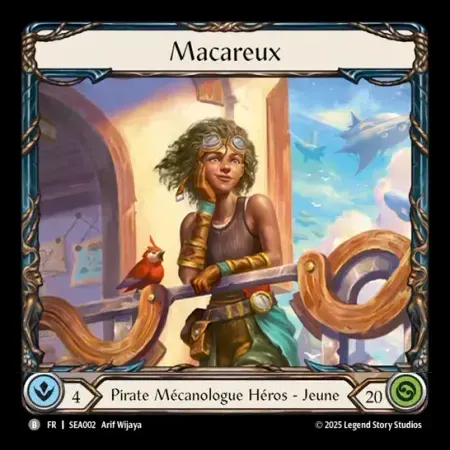 Macareux
4 Pirate Mécanologue Héros - Jeune 20
B FR | SEA002 Arif Wijaya © 2025 Legend Story Studios